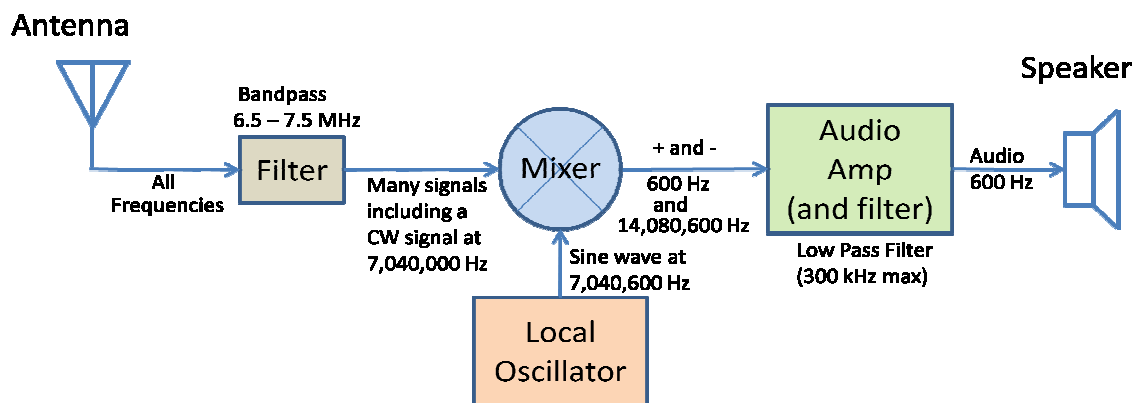 Antenna
Bandpass
6.5 – 7.5 MHz
Filter
All
Frequencies
Many signals
including a
CW signal at
7,040,000 Hz
Mixer
Sine wave at
7,040,600 Hz
Local
Oscillator
+ and -
600 Hz
and
14,080,600 Hz
Audio
Amp
(and filter)
Low Pass Filter
(300 kHz max)
Audio
600 Hz
Speaker